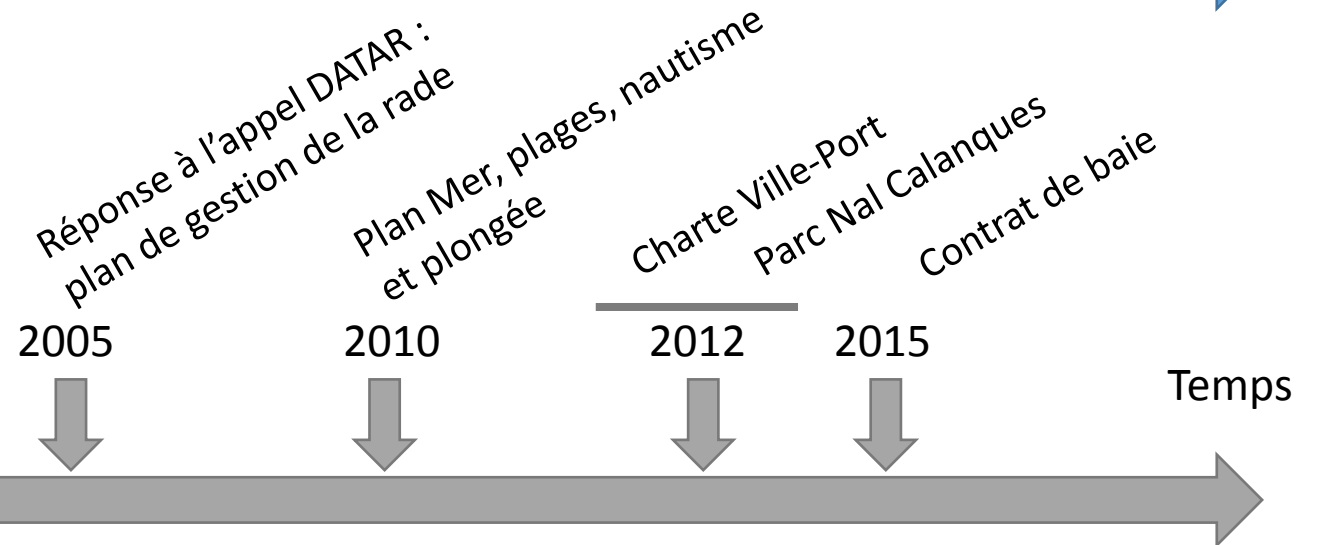 Réponse à l'appel DATAR :
plan de gestion de la rade
Plan Mer, plages, nautisme
et plongée
Charte Ville-Port
Parc Nal Calanques
Contrat de baie
2005
2010
2012
2015
Temps